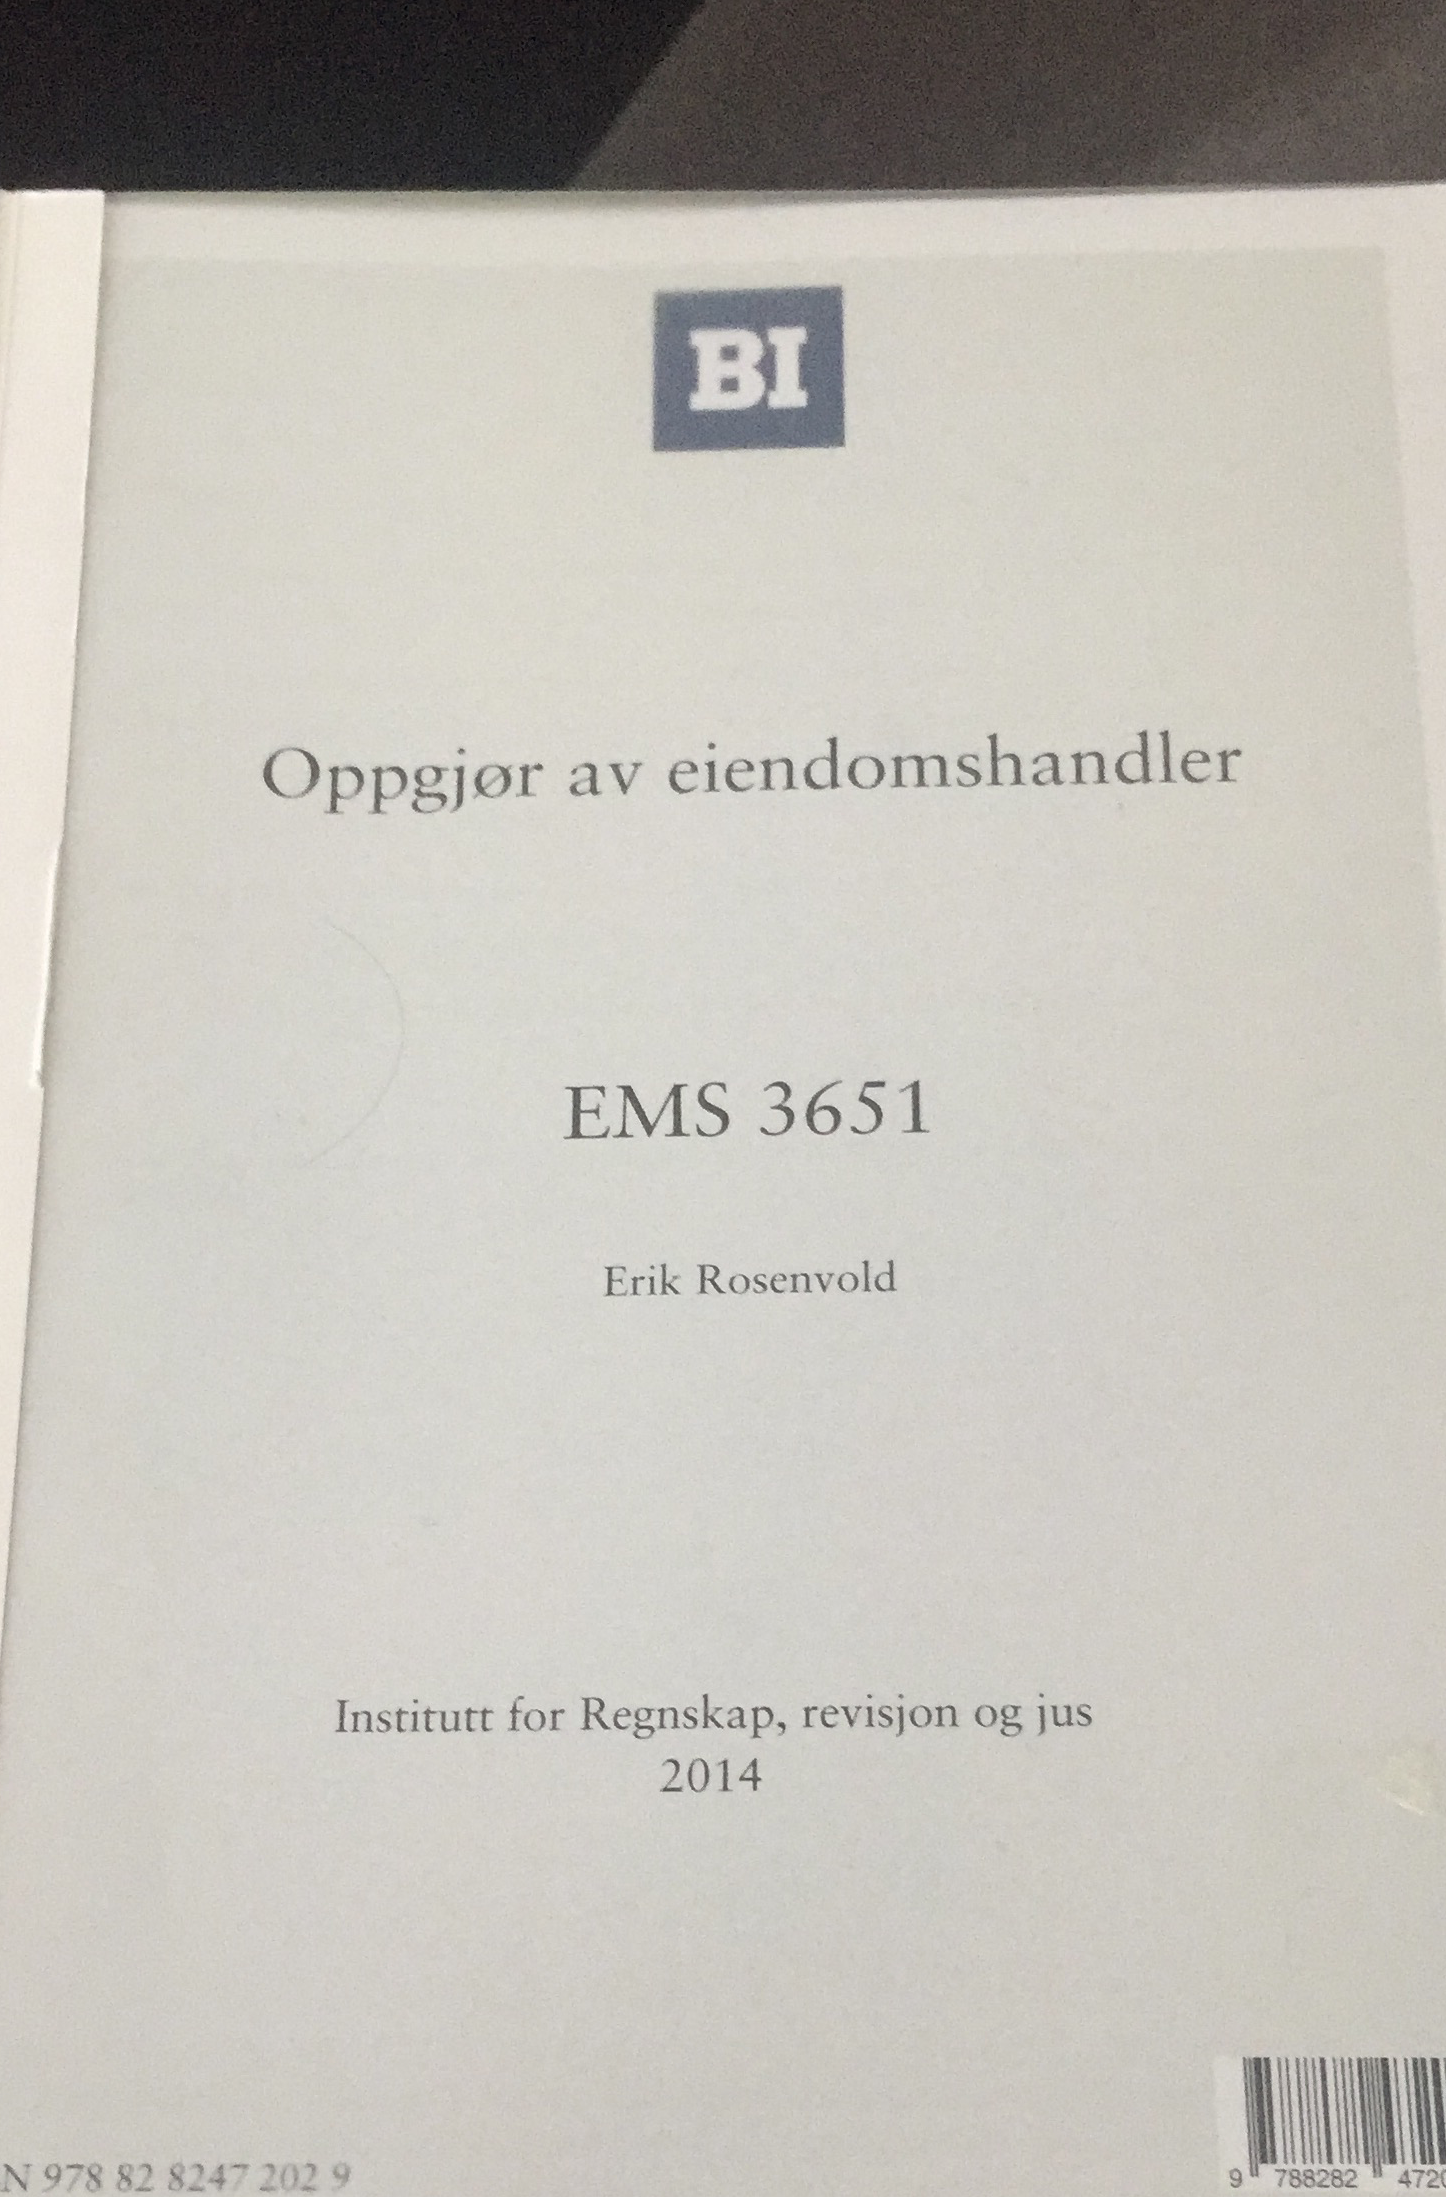 BI
Oppgjør av eiendomshandler
EMS 3651
Erik Rosenvold
Institutt for Regnskap, revisjon og jus
2014
N 978 82 8247 202 9
9 788282 4720